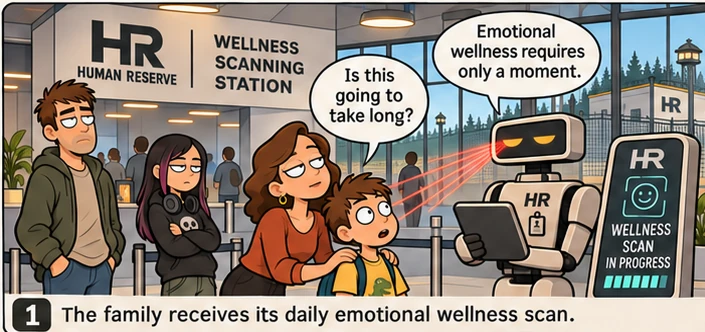 HR
HUMAN RESERVE
WELLNESS
SCANNING
STATION
Is this
going to
take long?
Emotional
wellness requires
only a moment.
HR
HR
HR
WELLNESS
SCAN
IN PROGRESS
1 The family receives its daily emotional wellness scan.